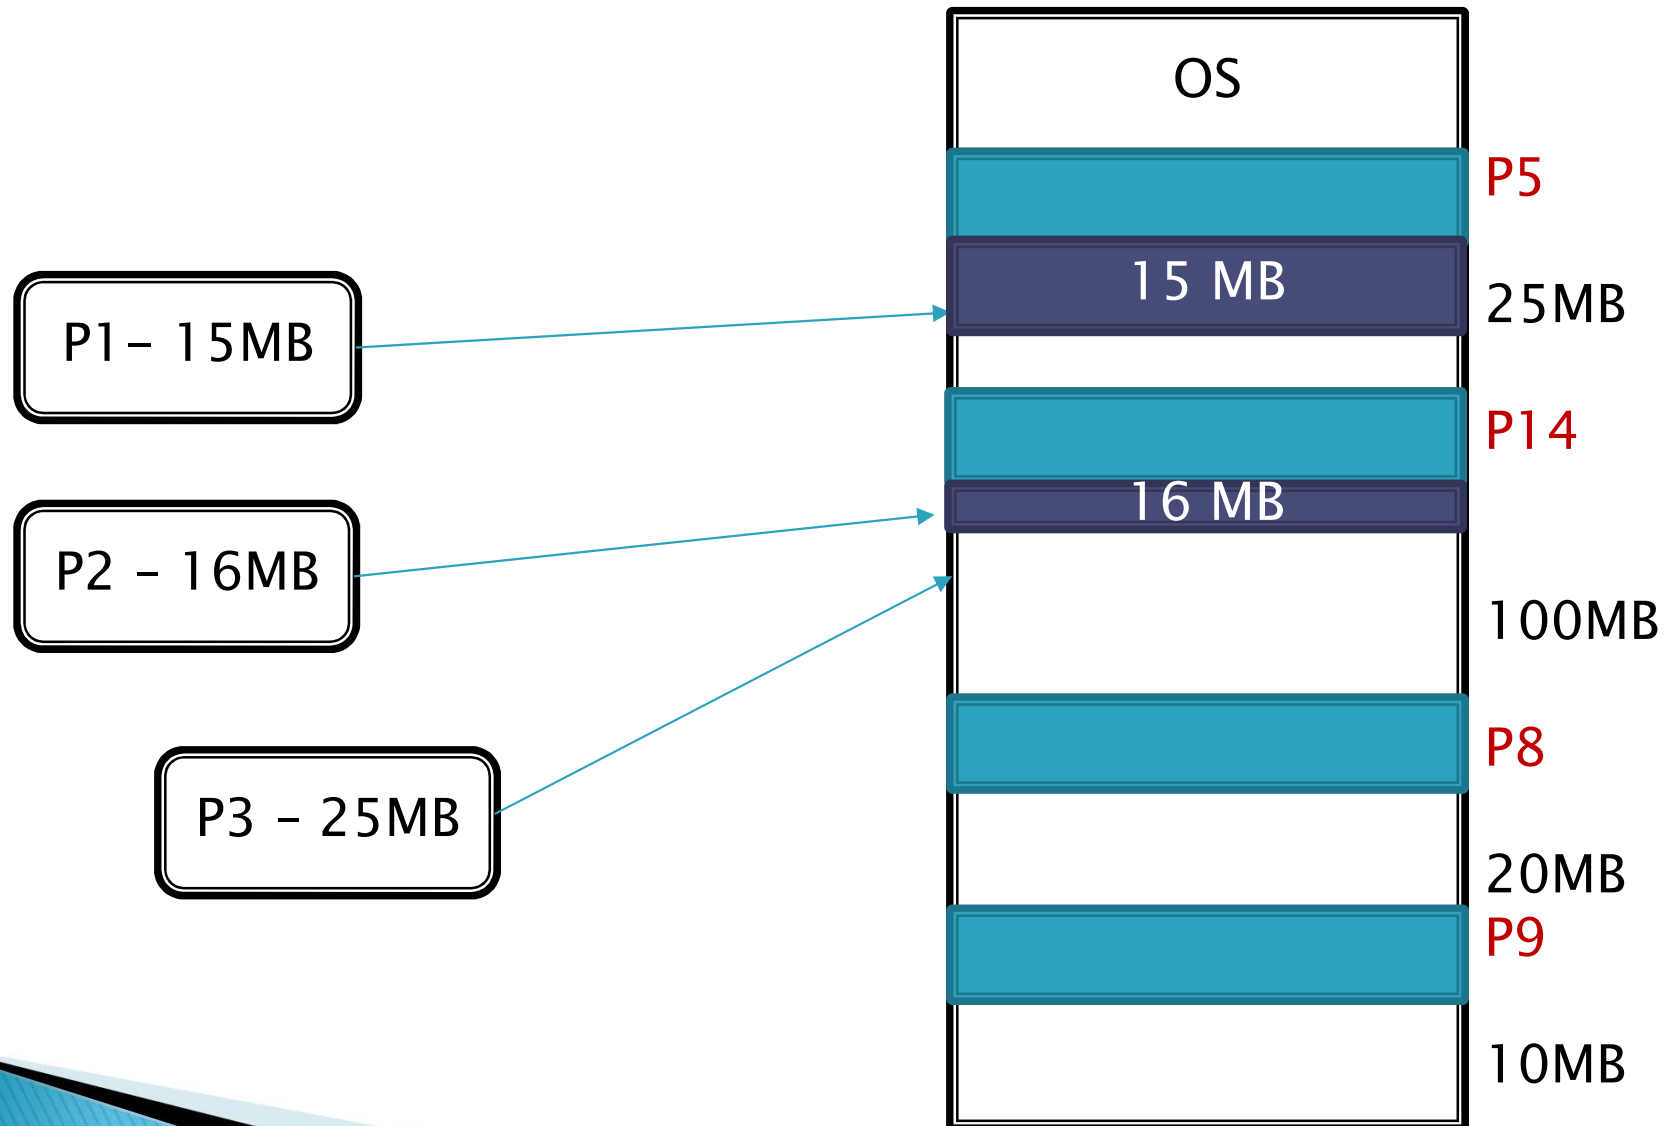 OS
P5
15 MB
25MB
P1- 15MB
P14
16 MB
P2 - 16MB
100MB
P8
P3 - 25MB
20MB
P9
10MB